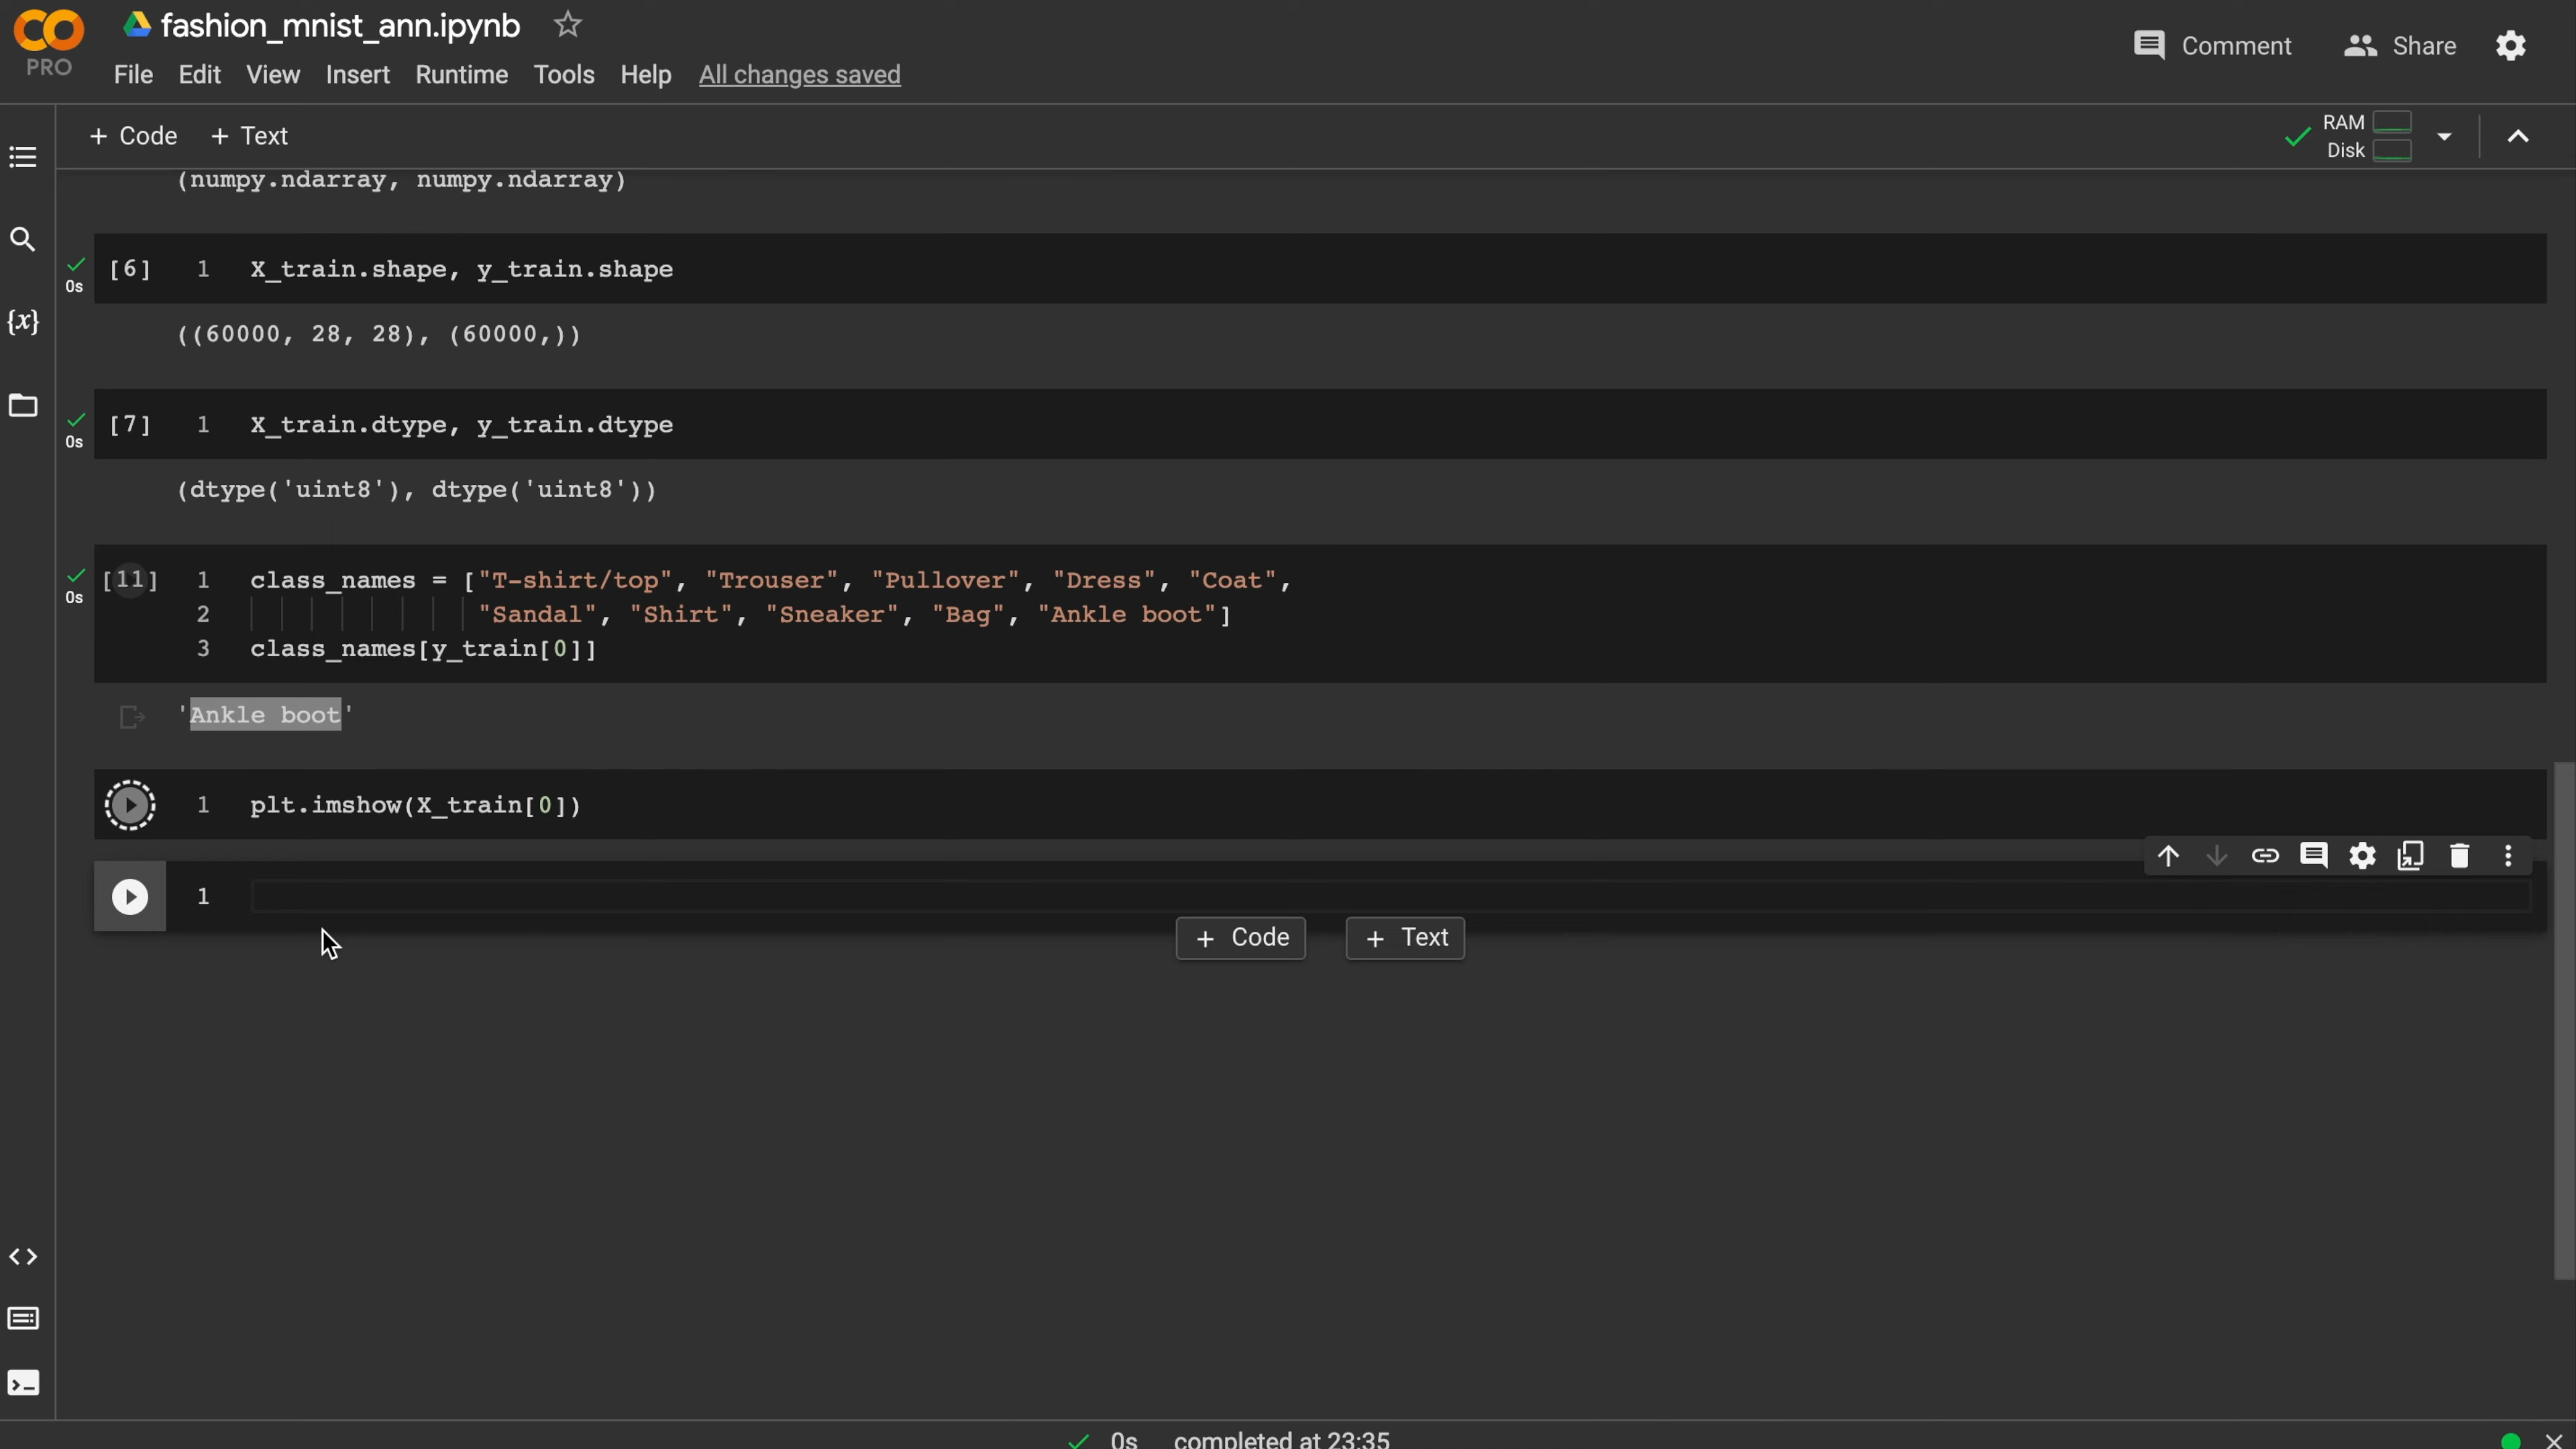 fashion_mnist_ann.ipynb
PRO
File Edit View Insert Runtime Tools Help All changes saved
Comment Share
+ Code + Text
RAM
Disk
(numpy.ndarray, numpy.ndarray)
0s [6] 1 X_train.shape, y_train.shape
((60000, 28, 28), (60000,))
0s [7] 1 X_train.dtype, y_train.dtype
(dtype('uint8'), dtype('uint8'))
0s [11] 1 class_names = ["T-shirt/top", "Trouser", "Pullover", "Dress", "Coat",
2 "Sandal", "Shirt", "Sneaker", "Bag", "Ankle boot"]
3 class_names[y_train[0]]
'Ankle boot'
1 plt.imshow(X_train[0])
1
+ Code + Text
{x}
0s completed at 23:35